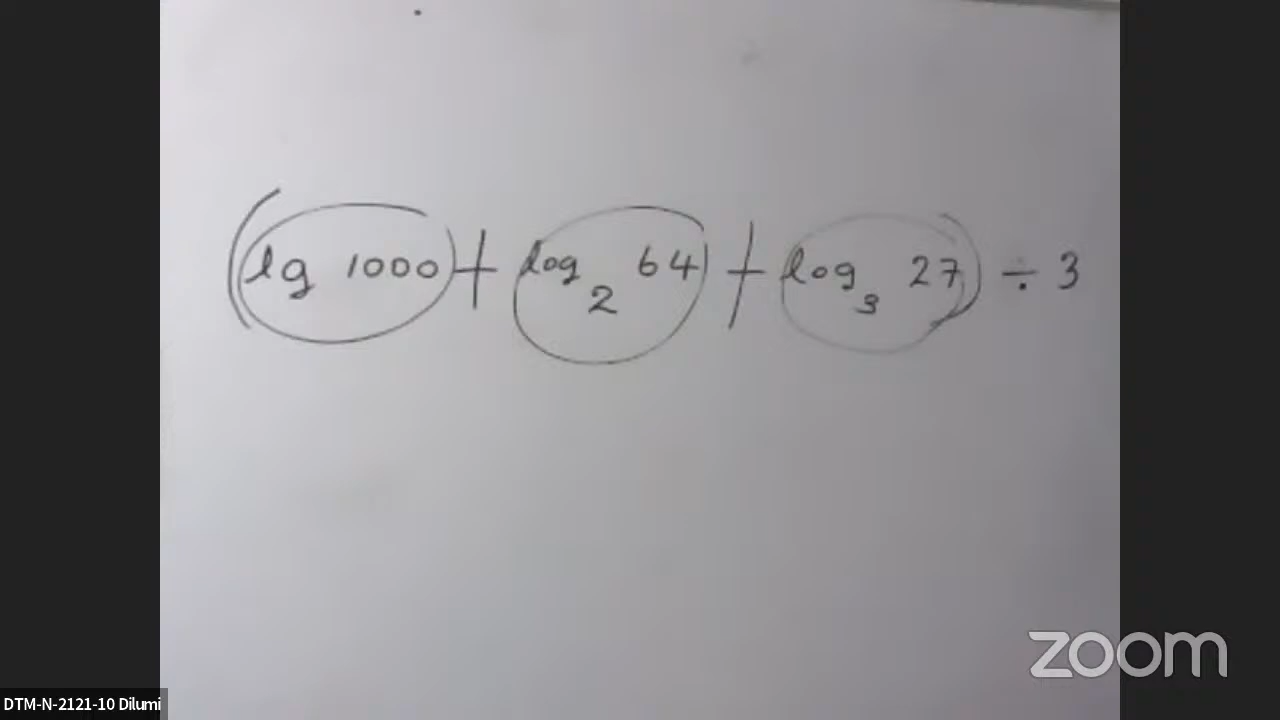 (lg 1000 + log₂ 64 + log₃ 27) ÷ 3
zoom
DTM-N-2121-10 Dilumi